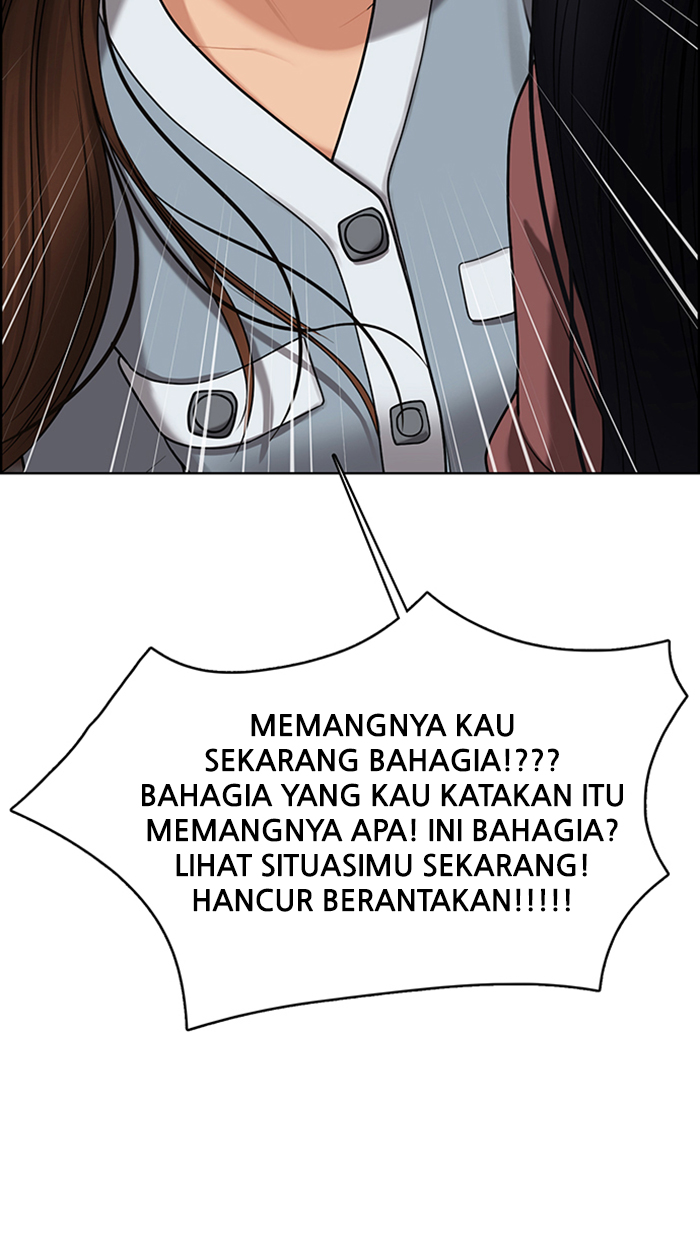 MEMANGNYA KAU
SEKARANG BAHAGIA!???
BAHAGIA YANG KAU KATAKAN ITU
MEMANGNYA APA! INI BAHAGIA?
LIHAT SITUASIMU SEKARANG!
HANCUR BERANTAKAN!!!!!